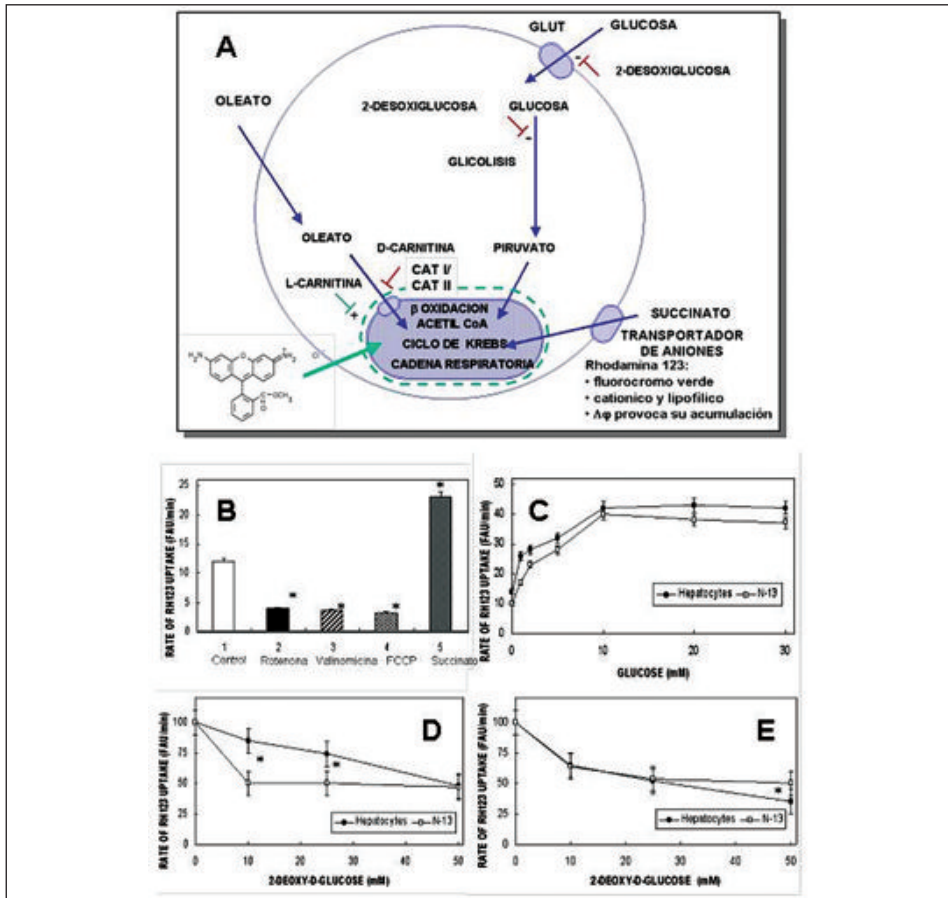 A
GLUT
GLUCOSA
2-DESOXIGLUCOSA
OLEATO
2-DESOXIGLUCOSA
GLUCOSA
GLICOLISIS
OLEATO
D-CARNITINA
PIRUVATO
CAT I/
CAT II
L-CARNITINA
β OXIDACION
ACETIL CoA
CICLO DE KREBS
CADENA RESPIRATORIA
SUCCINATO
TRANSPORTADOR
DE ANIONES
Rhodamina 123:
• fluorocromo verde
• cationico y lipofílico
• Δφ provoca su acumulación
B
RATE OF RH123 UPTAKE (FAU/min)
25
20
15
10
5
0
1 2 3 4 5
Control Rotenona Valinomicina FCCP Succinato
C
RATE OF RH123 UPTAKE (FAU/min)
50
40
30
20
10
0
Hepatocytes N-13
0 10 20 30
GLUCOSE (mM)
D
RATE OF RH123 UPTAKE (FAU/min)
100
75
50
25
0
Hepatocytes N-13
0 10 20 30 40 50
2-DEOXY-D-GLUCOSE (mM)
E
RATE OF RH123 UPTAKE (FAU/min)
100
75
50
25
0
Hepatocytes N-13
0 10 20 30 40 50
2-DEOXY-D-GLUCOSE (mM)